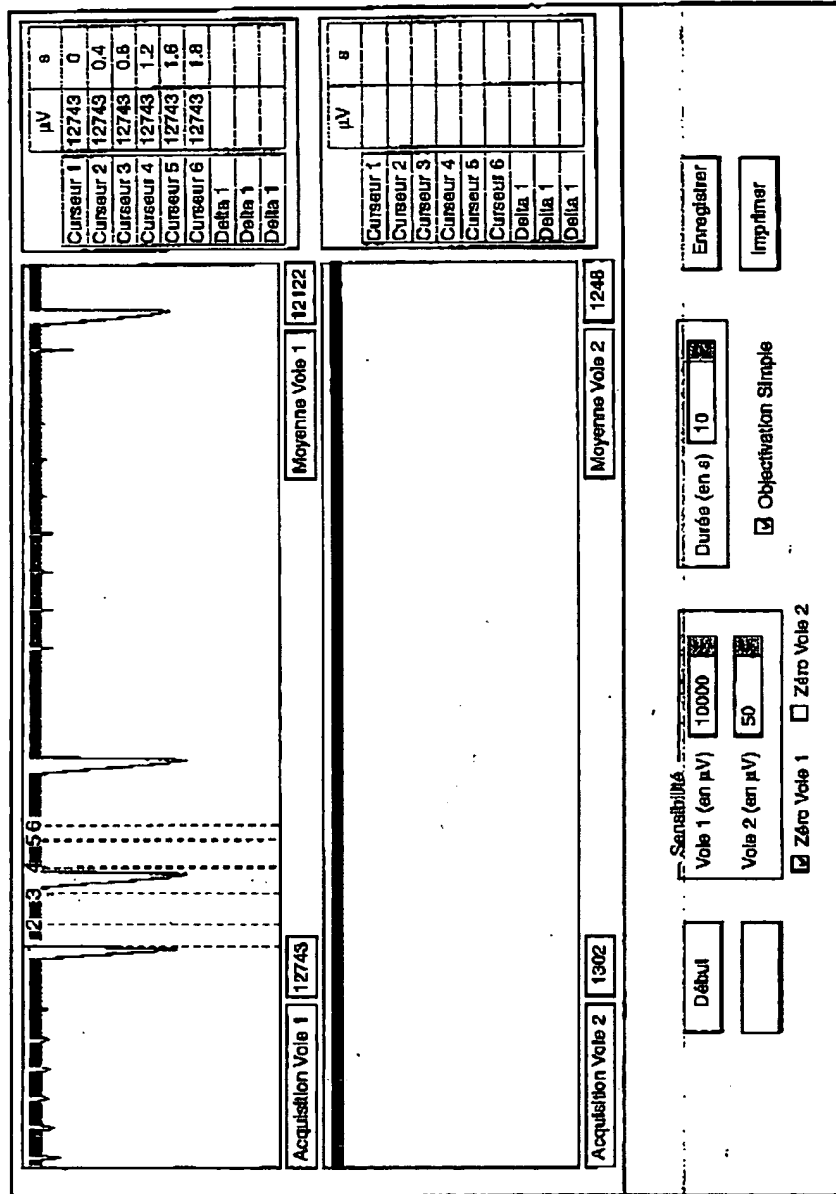 2 3 4 5 6
µV s
Curseur 1 12743 0
Curseur 2 12743 0.4
Curseur 3 12743 0.8
Curseur 4 12743 1.2
Curseur 5 12743 1.6
Curseur 6 12743 1.8
Delta 1
Delta 1
Delta 1
Acquisition Voie 1 12743
Moyenne Voie 1 12122
µV s
Curseur 1
Curseur 2
Curseur 3
Curseur 4
Curseur 5
Curseur 6
Delta 1
Delta 1
Delta 1
Acquisition Voie 2 1302
Moyenne Voie 2 1248
Début
Sensibilité
Voie 1 (en µV) 10000
Voie 2 (en µV) 50
Zéro Voie 1
Zéro Voie 2
Durée (en s) 10
Objectivation Simple
Enregistrer
Imprimer